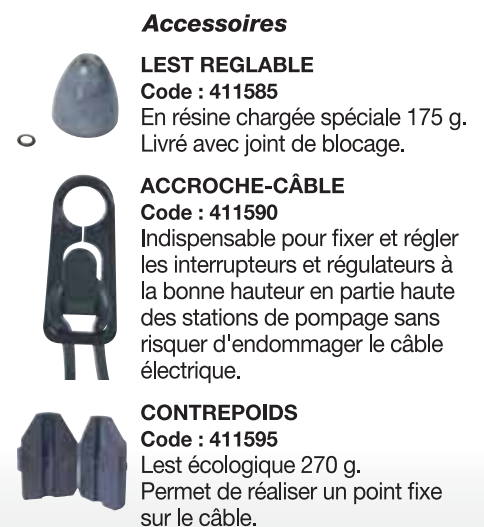 Accessoires
LEST REGLABLE
Code : 411585
En résine chargée spéciale 175 g.
Livré avec joint de blocage.
ACCROCHE-CÂBLE
Code : 411590
Indispensable pour fixer et régler
les interrupteurs et régulateurs à
la bonne hauteur en partie haute
des stations de pompage sans
risquer d'endommager le câble
électrique.
CONTREPOIDS
Code : 411595
Lest écologique 270 g.
Permet de réaliser un point fixe
sur le câble.